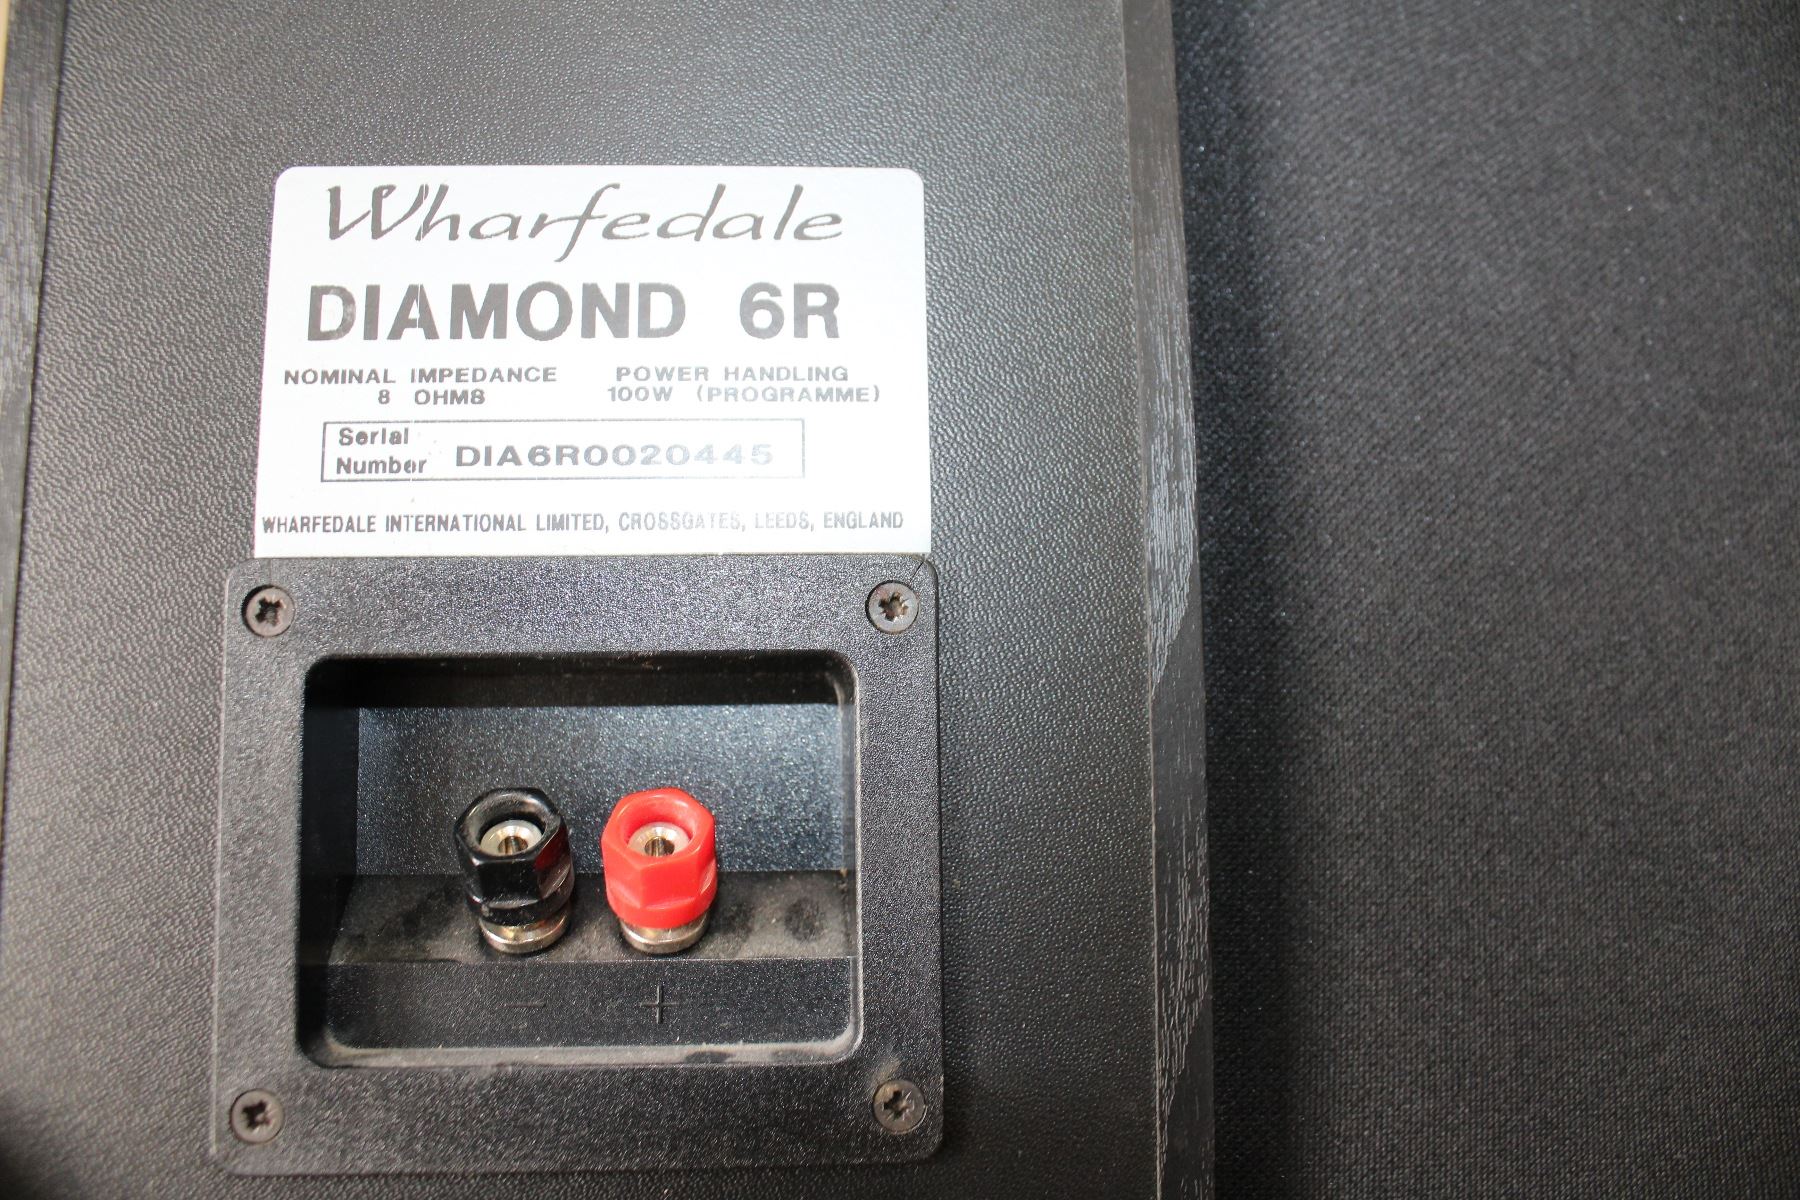 Wharfedale
DIAMOND 6R
NOMINAL IMPEDANCE POWER HANDLING
8 OHMS 100W (PROGRAMME)
Serial
Number DIA6R0020445
WHARFEDALE INTERNATIONAL LIMITED, CROSSGATES, LEEDS, ENGLAND
− +